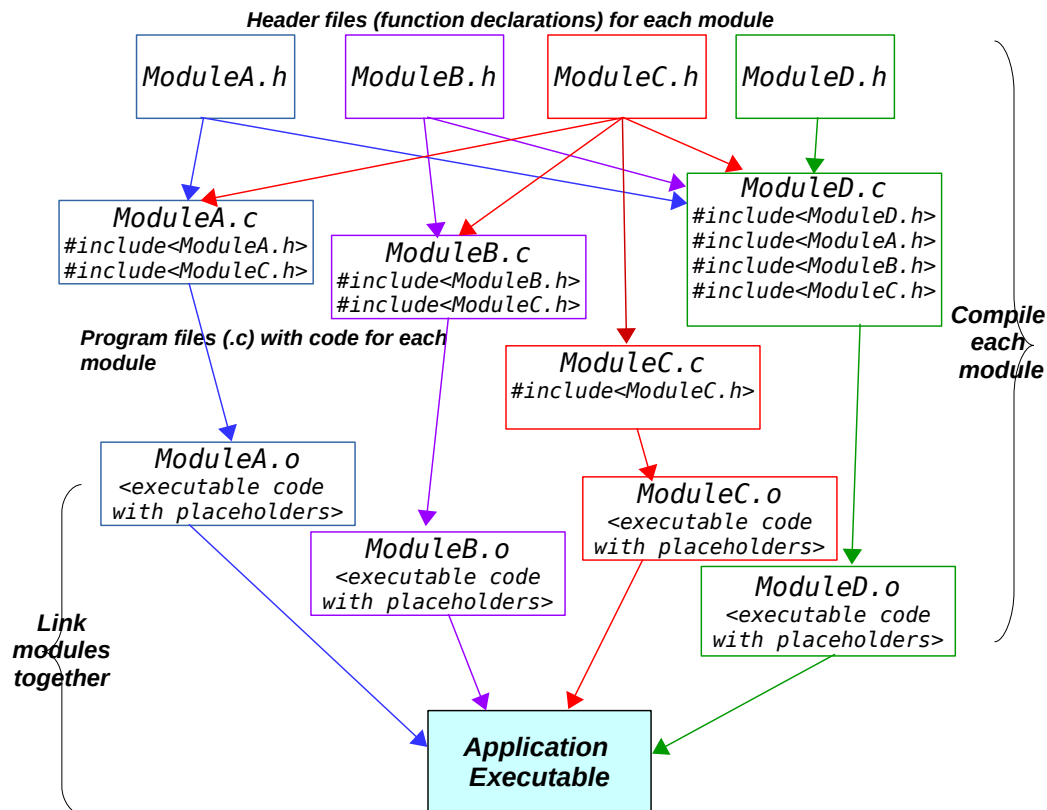 Header files (function declarations) for each module
ModuleA.h
ModuleB.h
ModuleC.h
ModuleD.h
ModuleA.c
#include<ModuleA.h>
#include<ModuleC.h>
ModuleB.c
#include<ModuleB.h>
#include<ModuleC.h>
ModuleD.c
#include<ModuleD.h>
#include<ModuleA.h>
#include<ModuleB.h>
#include<ModuleC.h>
Program files (.c) with code for each
module
ModuleC.c
#include<ModuleC.h>
Compile
each
module
ModuleA.o
<executable code
with placeholders>
ModuleB.o
<executable code
with placeholders>
ModuleC.o
<executable code
with placeholders>
ModuleD.o
<executable code
with placeholders>
Link
modules
together
Application
Executable